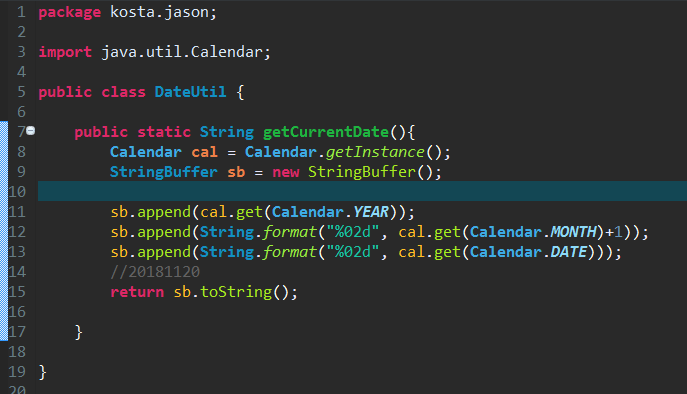 1 package kosta.jason;
2
3 import java.util.Calendar;
4
5 public class DateUtil {
6
7 public static String getCurrentDate(){
8 Calendar cal = Calendar.getInstance();
9 StringBuffer sb = new StringBuffer();
10
11 sb.append(cal.get(Calendar.YEAR));
12 sb.append(String.format("%02d", cal.get(Calendar.MONTH)+1));
13 sb.append(String.format("%02d", cal.get(Calendar.DATE)));
14 //20181120
15 return sb.toString();
16
17 }
18
19 }
20